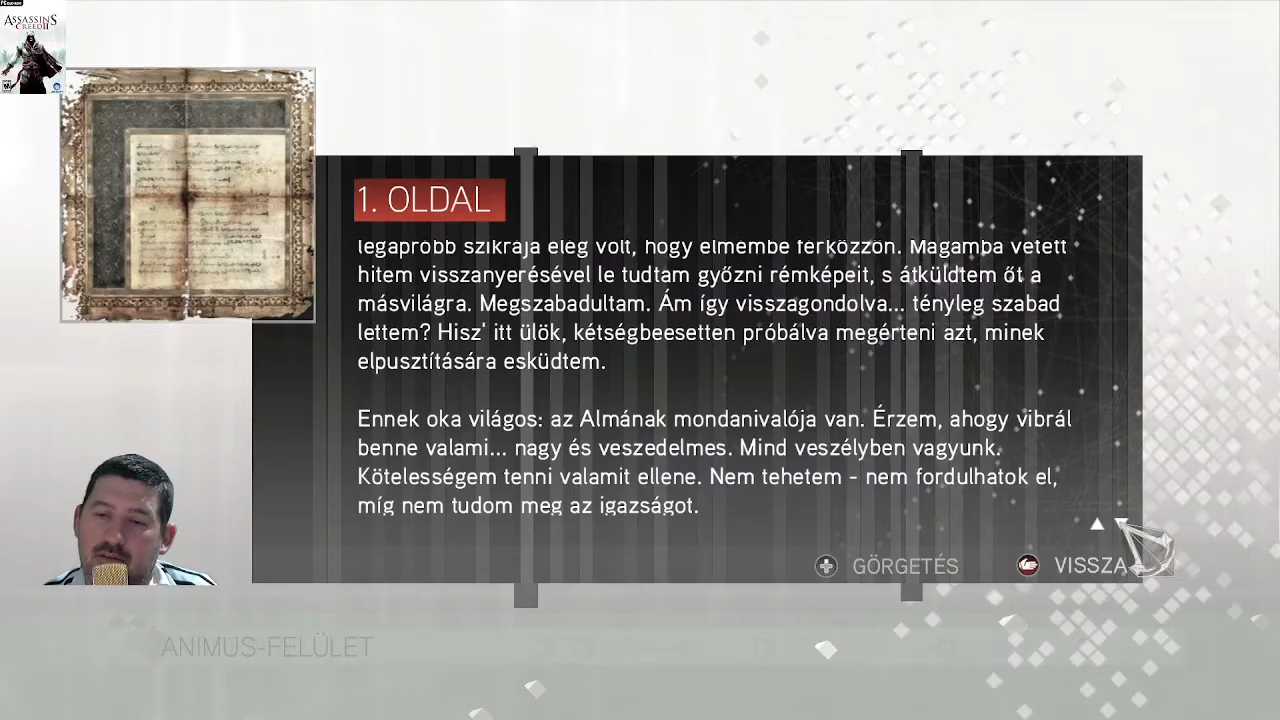 ASSASSIN'S
CREED II
1. OLDAL
legapróbb szikrája elég volt, hogy elmémbe férkőzzön. Magamba vetett
hitem visszanyerésével le tudtam győzni rémképeit, s átküldtem őt a
másvilágra. Megszabadultam. Ám így visszagondolva... tényleg szabad
lettem? Hisz' itt ülök, kétségbeesetten próbálva megérteni azt, minek
elpusztítására esküdtem.
Ennek oka világos: az Almának mondanivalója van. Érzem, ahogy vibrál
benne valami... nagy és veszedelmes. Mind veszélyben vagyunk.
Kötelességem tenni valamit ellene. Nem tehetem - nem fordulhatok el,
míg nem tudom meg az igazságot.
GÖRGETÉS
VISSZA
ANIMUS-FELÜLET